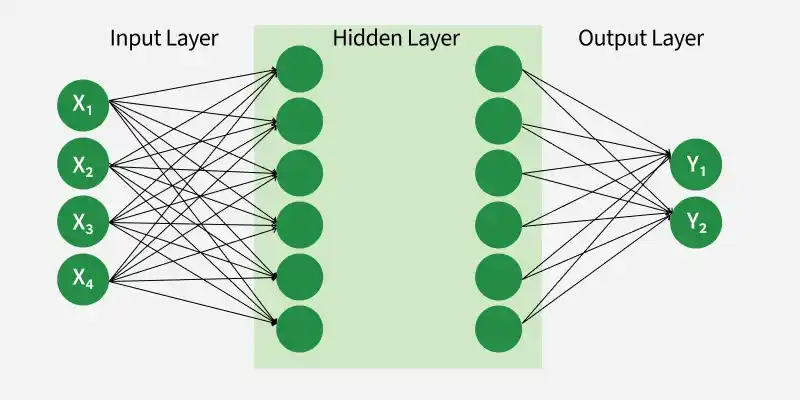 Input Layer
Hidden Layer
Output Layer
X₁
X₂
X₃
X₄
Y₁
Y₂